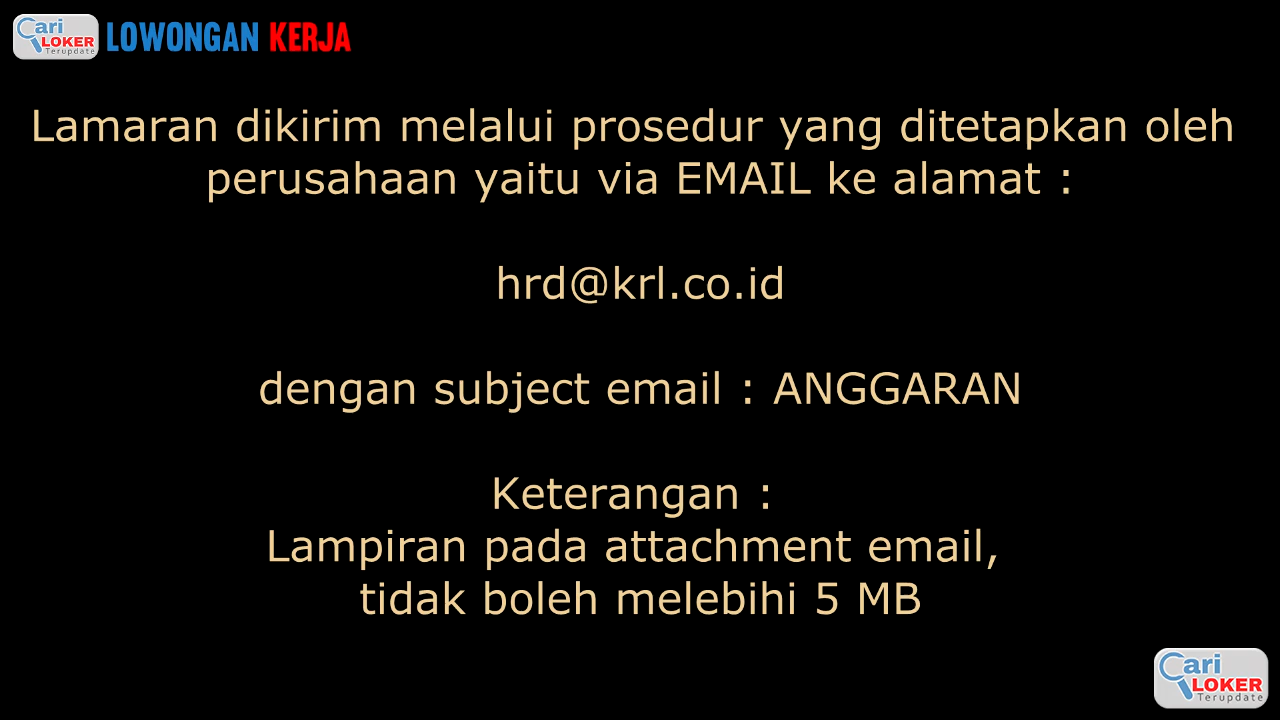 Cari
LOKER
Terupdate
LOWONGAN KERJA
Lamaran dikirim melalui prosedur yang ditetapkan oleh
perusahaan yaitu via EMAIL ke alamat :
hrd@krl.co.id
dengan subject email : ANGGARAN
Keterangan :
Lampiran pada attachment email,
tidak boleh melebihi 5 MB
Cari
LOKER
Terupdate